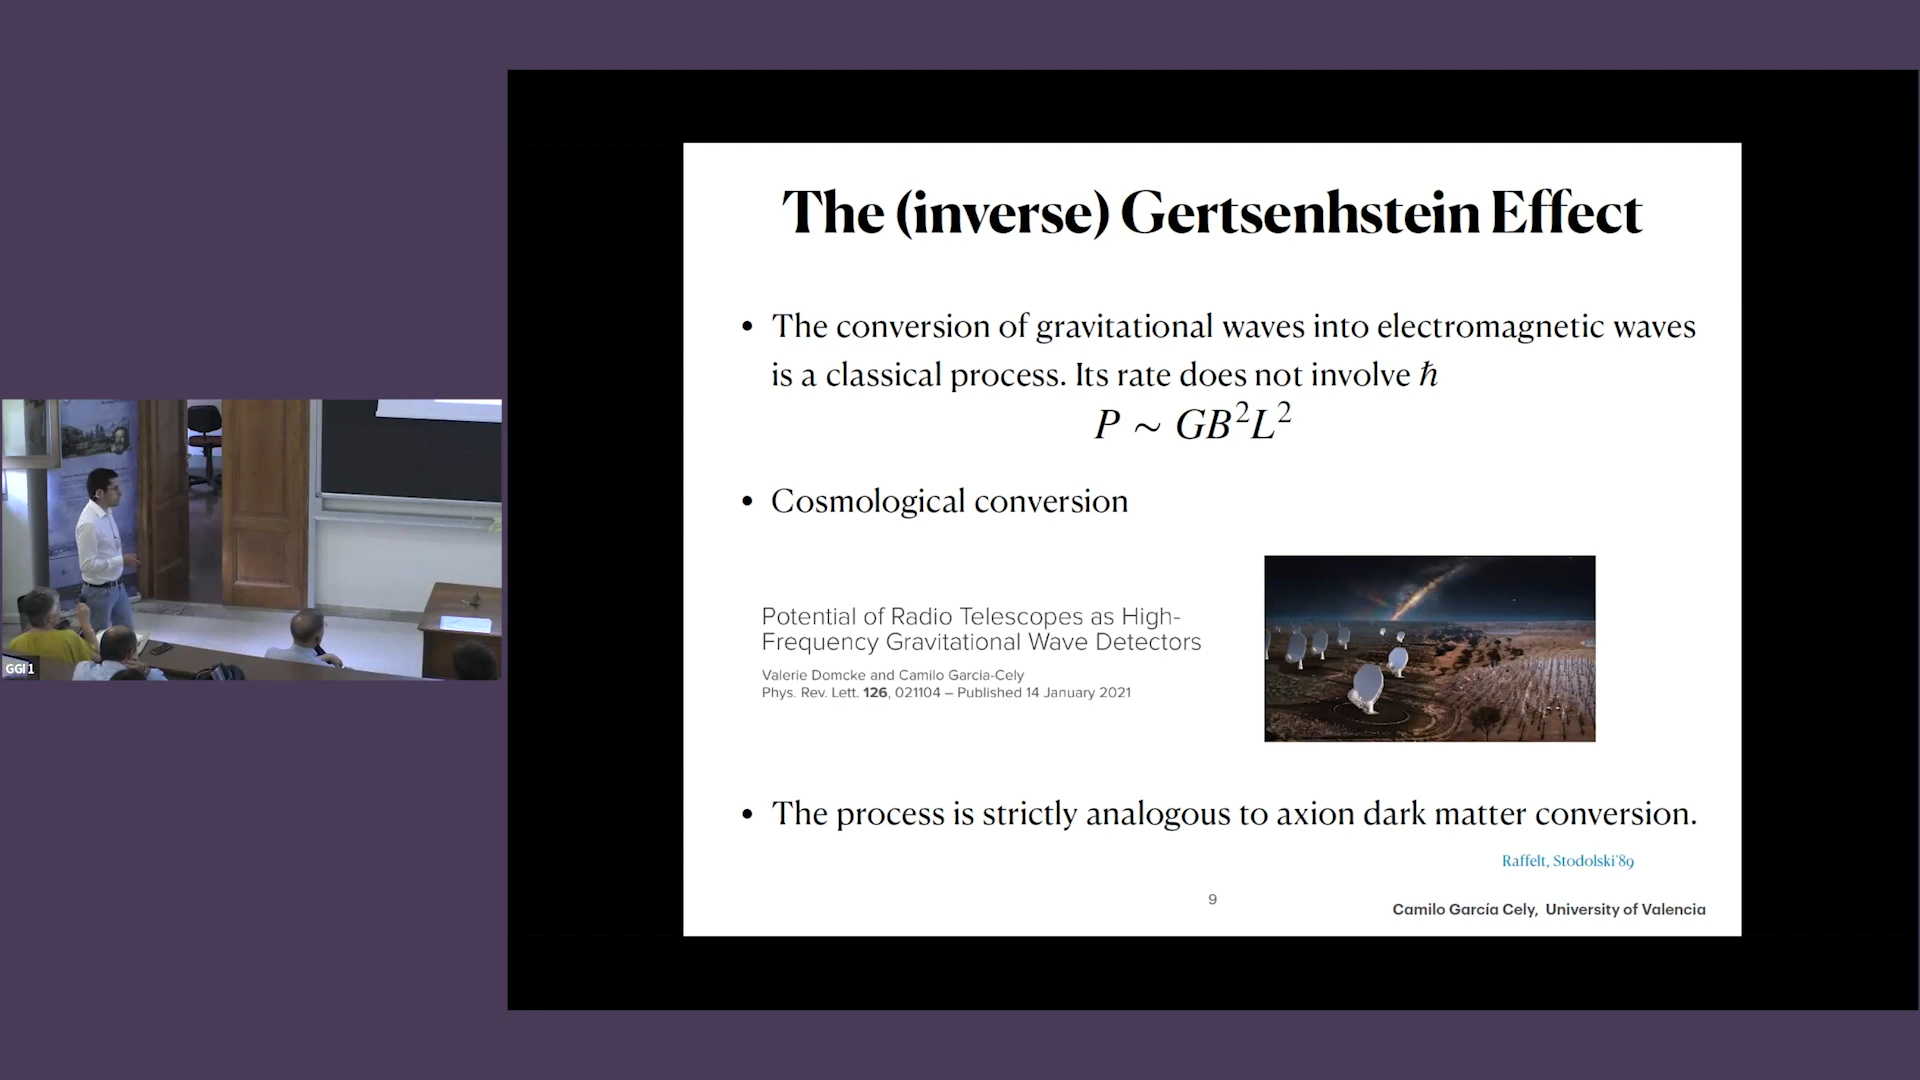 The (inverse) Gertsenhstein Effect
• The conversion of gravitational waves into electromagnetic waves
is a classical process. Its rate does not involve ℏ
P ~ GB²L²
• Cosmological conversion
Potential of Radio Telescopes as High-
Frequency Gravitational Wave Detectors
Valerie Domcke and Camilo Garcia-Cely
Phys. Rev. Lett. 126, 021104 – Published 14 January 2021
• The process is strictly analogous to axion dark matter conversion.
Raffelt, Stodolski'89
9
Camilo García Cely, University of Valencia
GGI 1